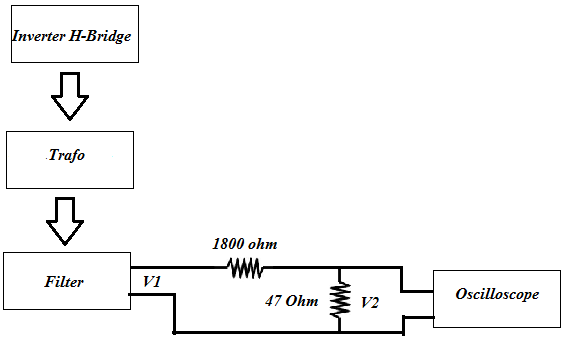 Inverter H-Bridge
Trafo
1800 ohm
Filter
V1
47 Ohm
V2
Oscilloscope